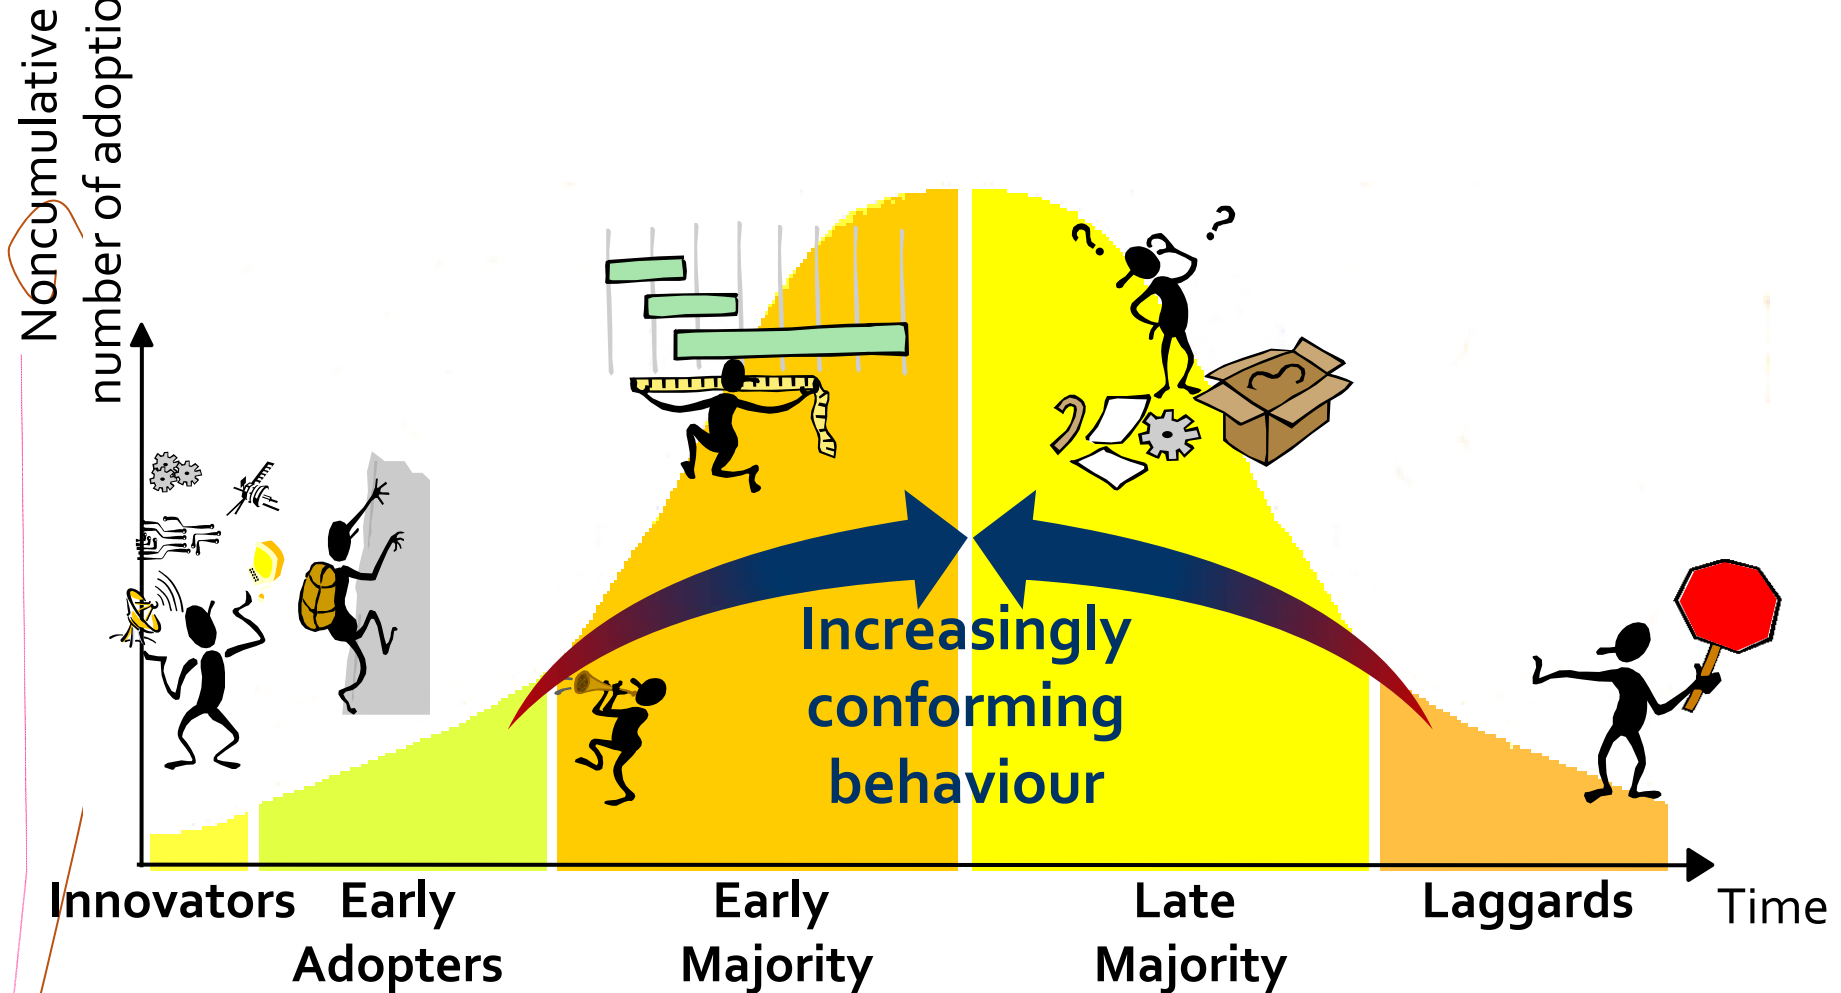 Noncumulative
number of adoptio
?
?
Increasingly
conforming
behaviour
Innovators
Early
Adopters
Early
Majority
Late
Majority
Laggards
Time